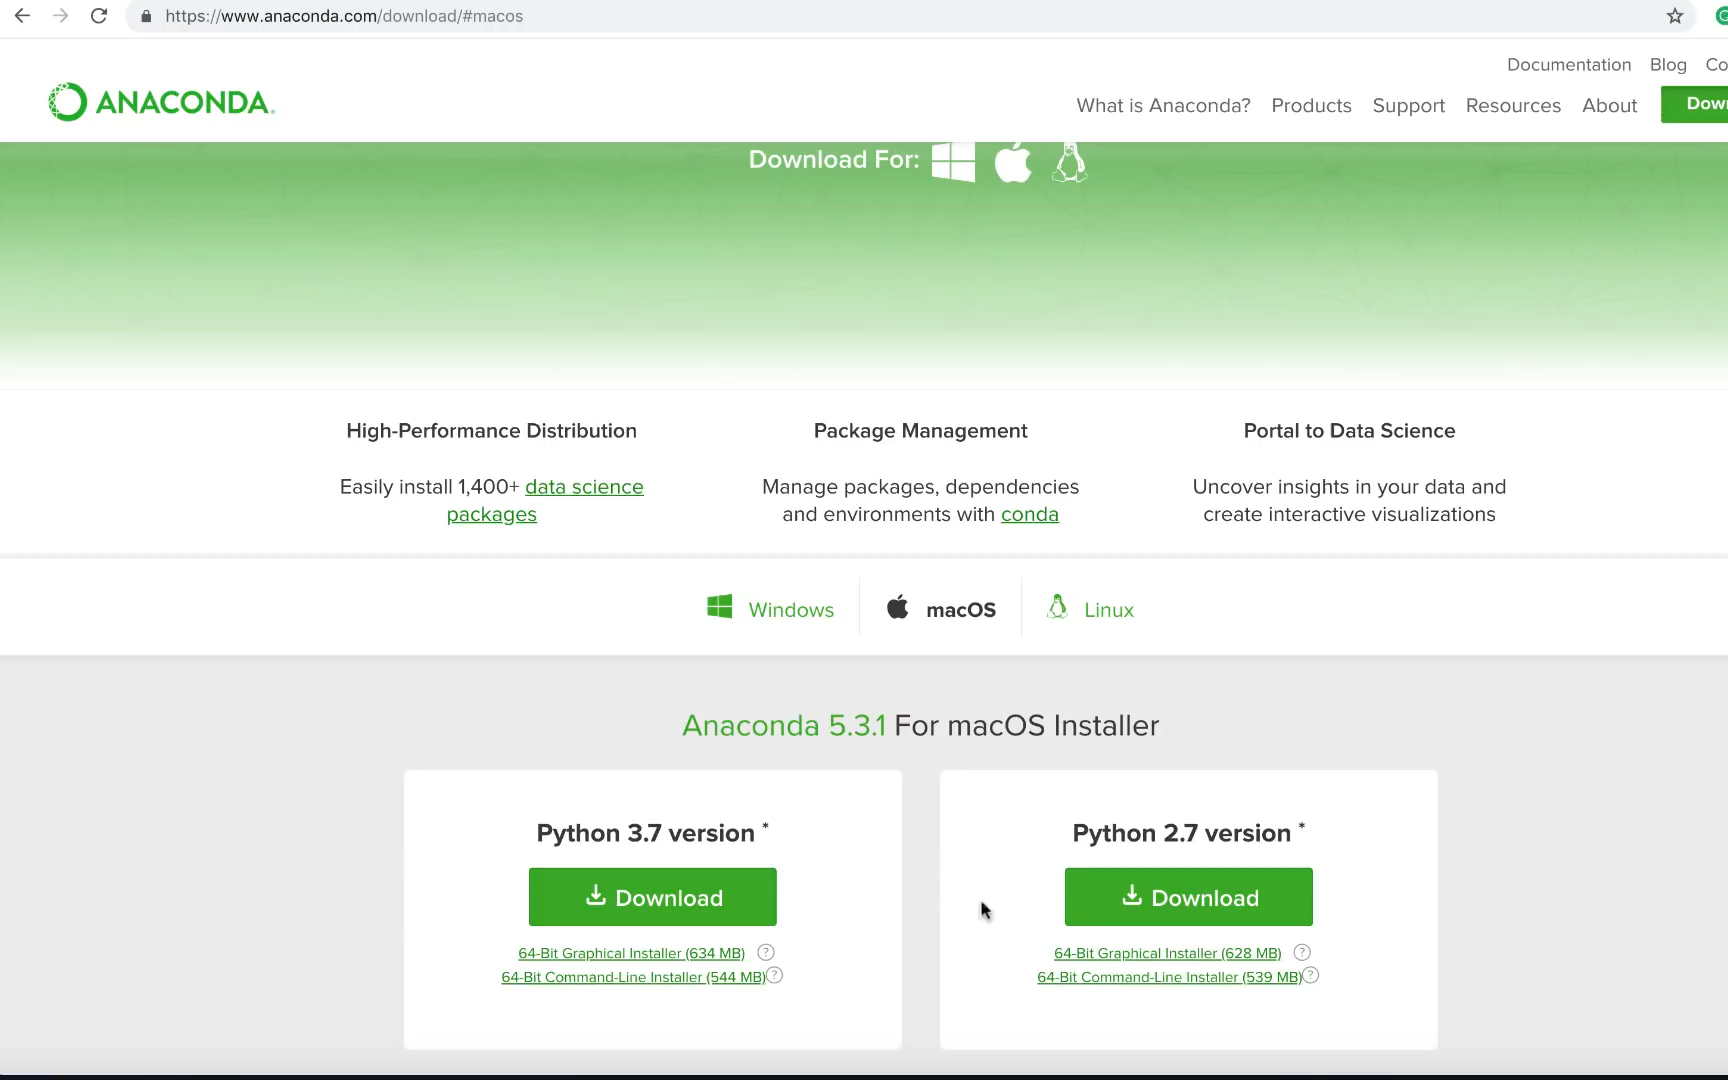 https://www.anaconda.com/download/#macos
Documentation Blog Co
ANACONDA.
What is Anaconda? Products Support Resources About Down
Download For:
High-Performance Distribution
Easily install 1,400+ data science
packages
Package Management
Manage packages, dependencies
and environments with conda
Portal to Data Science
Uncover insights in your data and
create interactive visualizations
Windows macOS Linux
Anaconda 5.3.1 For macOS Installer
Python 3.7 version *
Download
64-Bit Graphical Installer (634 MB) ?
64-Bit Command-Line Installer (544 MB) ?
Python 2.7 version *
Download
64-Bit Graphical Installer (628 MB) ?
64-Bit Command-Line Installer (539 MB) ?